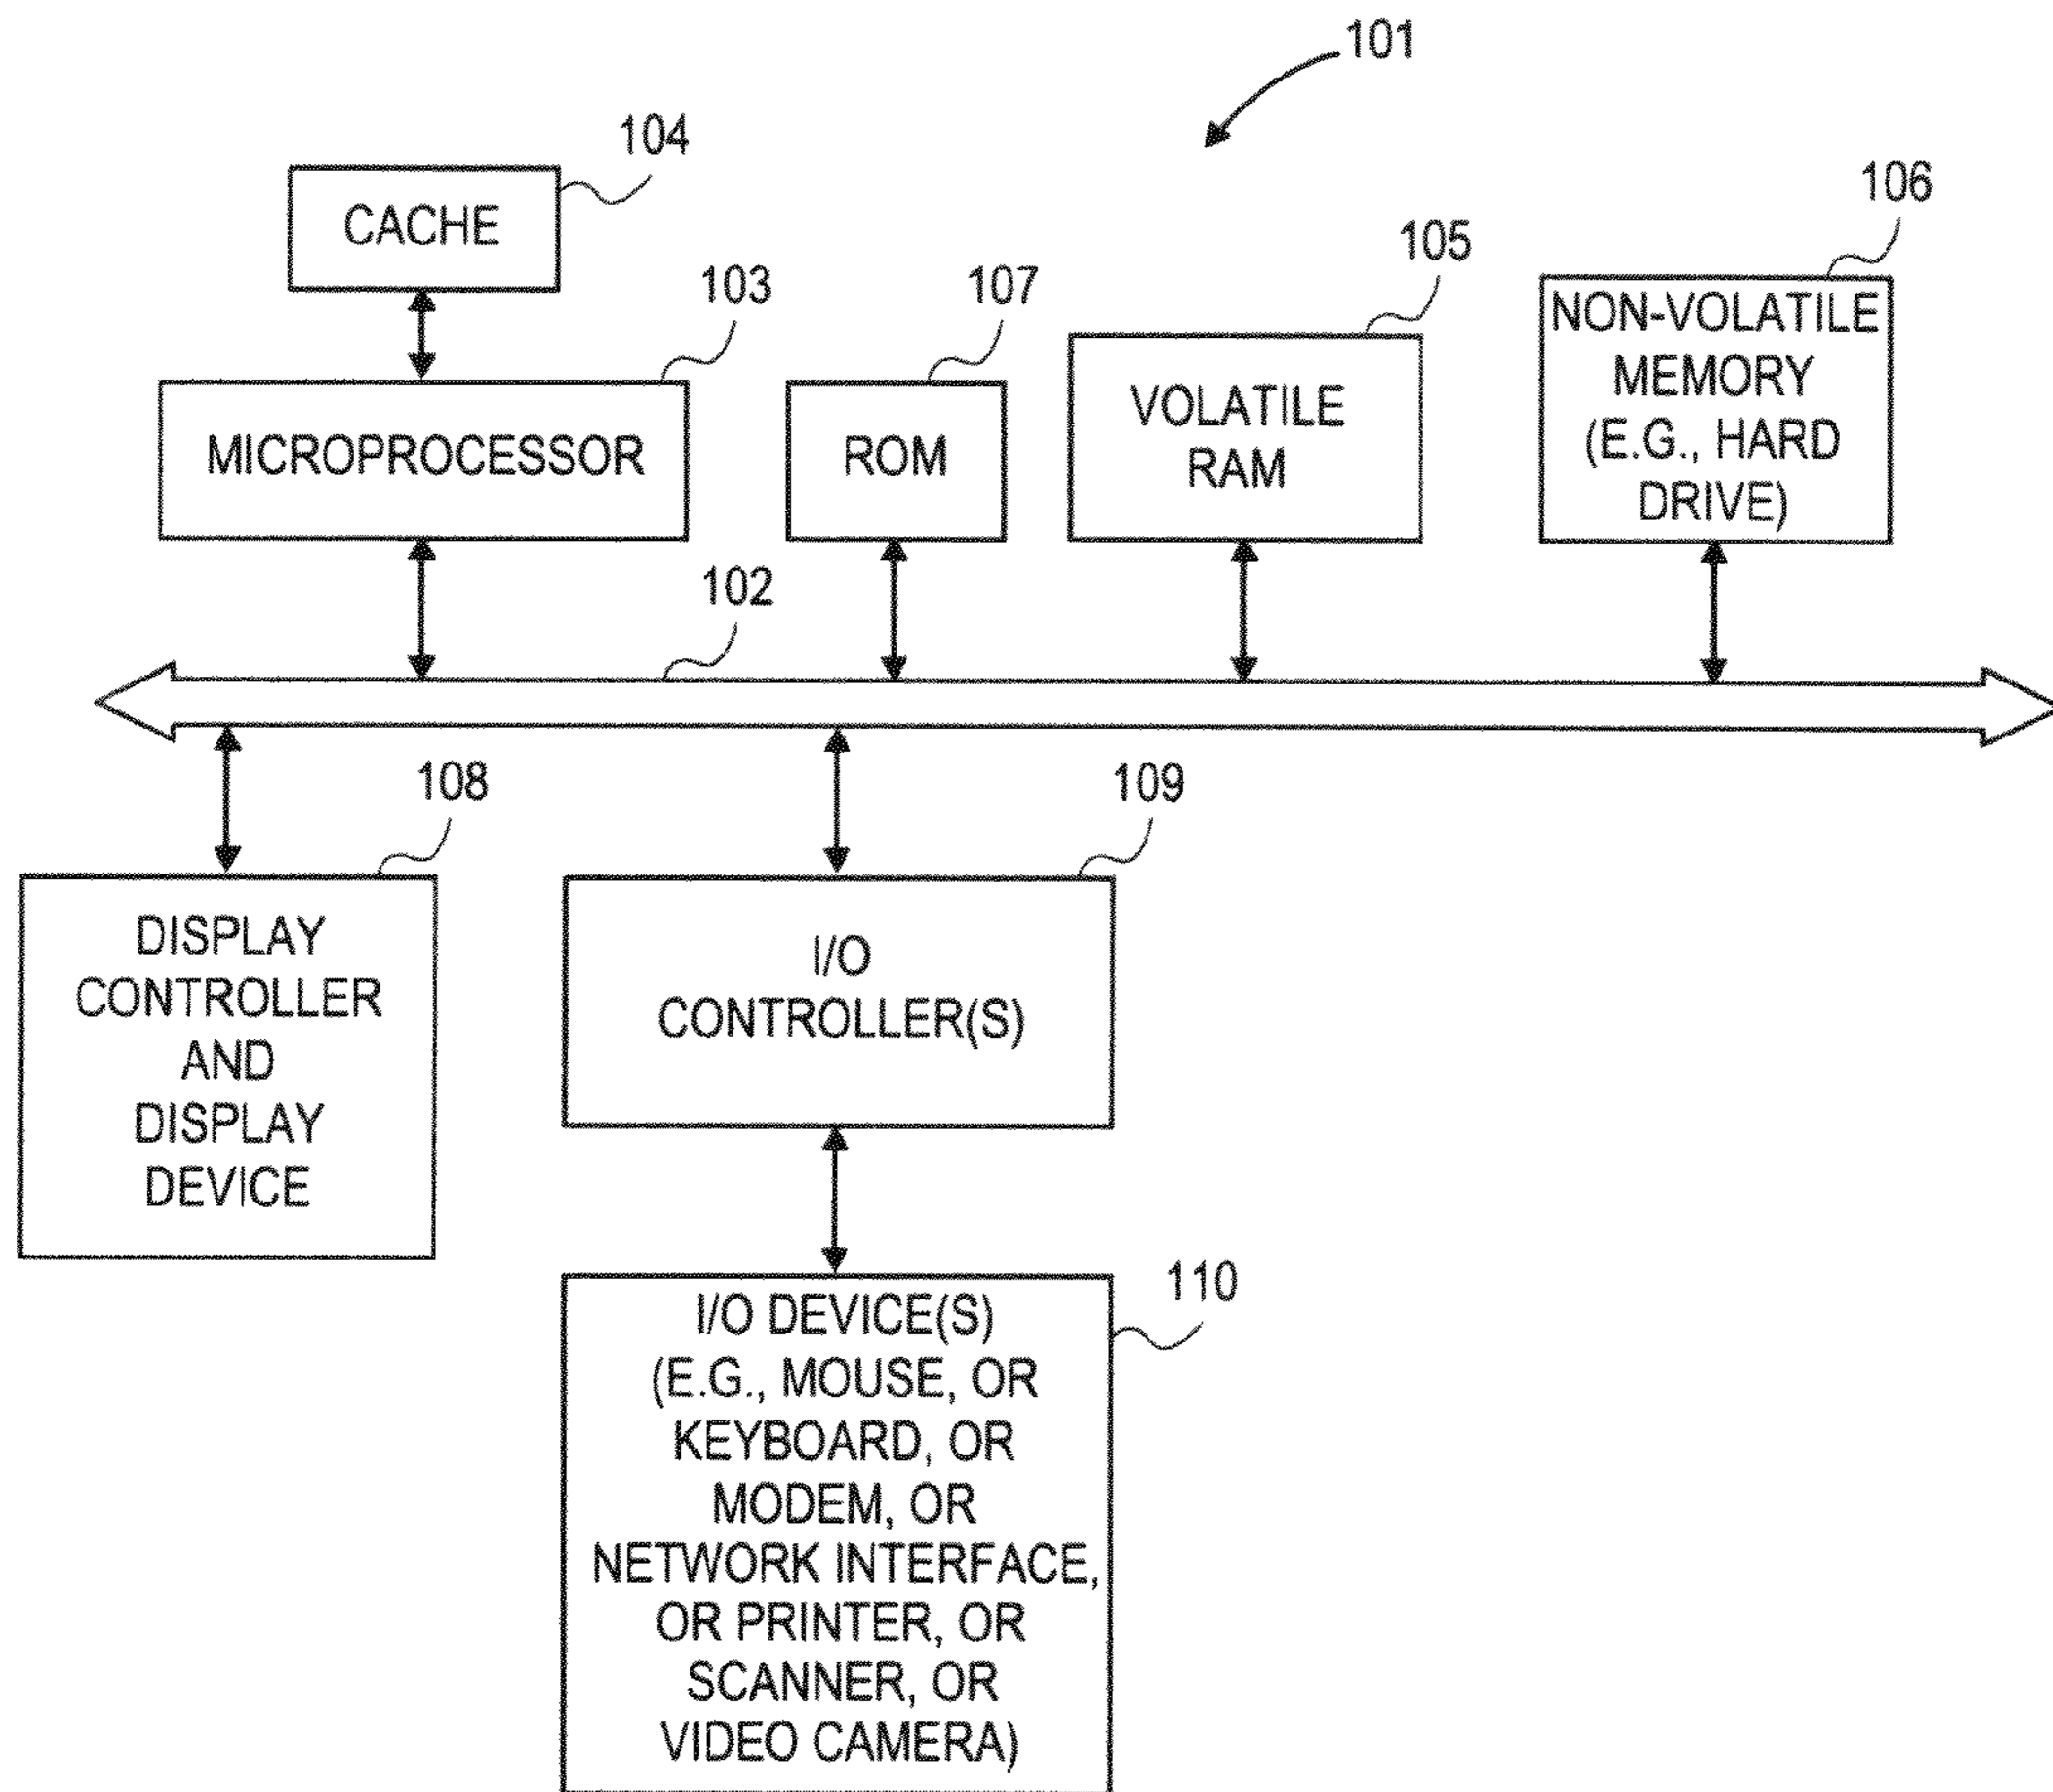 101
104
CACHE
103
MICROPROCESSOR
107
ROM
105
VOLATILE
RAM
106
NON-VOLATILE
MEMORY
(E.G., HARD
DRIVE)
102
108
DISPLAY
CONTROLLER
AND
DISPLAY
DEVICE
109
I/O
CONTROLLER(S)
110
I/O DEVICE(S)
(E.G., MOUSE, OR
KEYBOARD, OR
MODEM, OR
NETWORK INTERFACE,
OR PRINTER, OR
SCANNER, OR
VIDEO CAMERA)